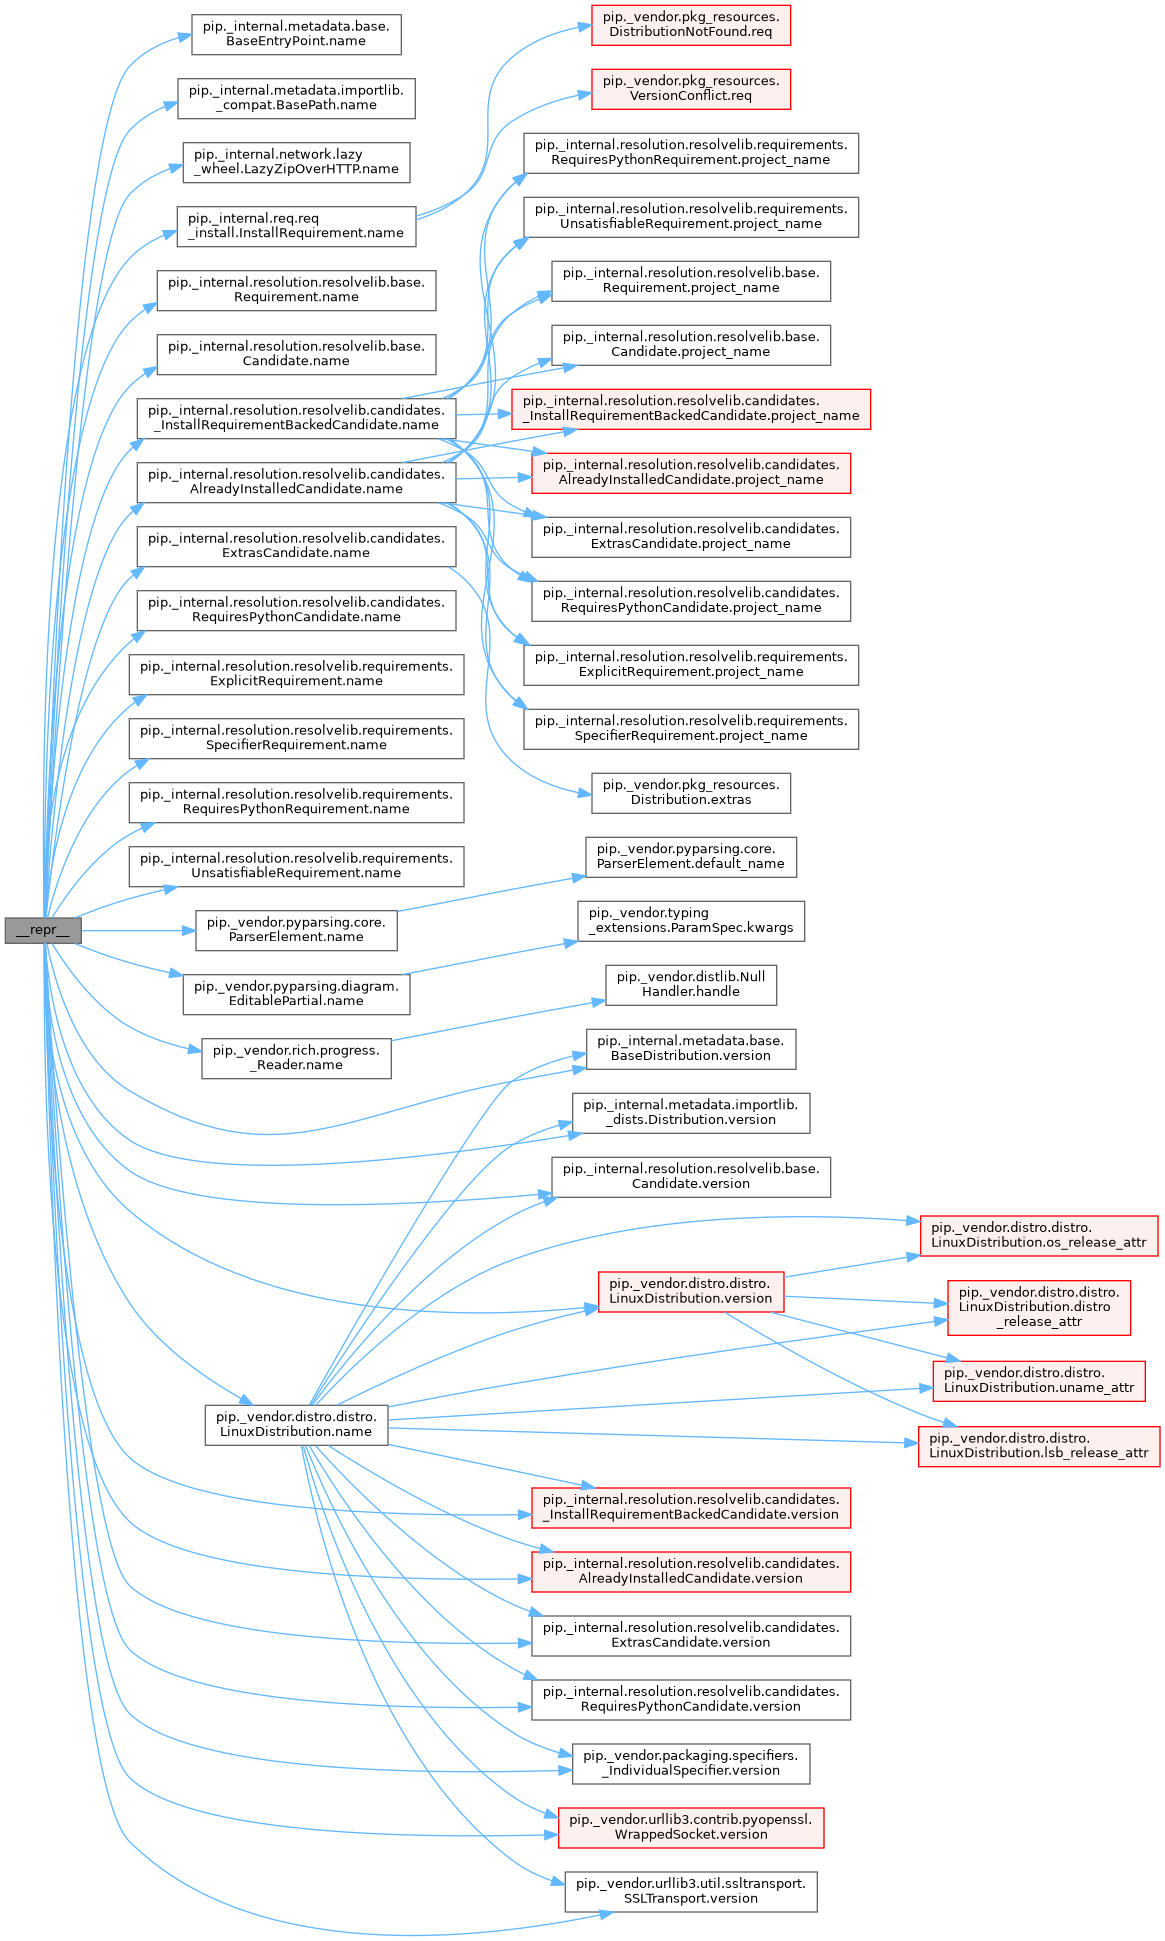 __repr__
pip._internal.metadata.base.
BaseEntryPoint.name
pip._internal.metadata.importlib.
_compat.BasePath.name
pip._internal.network.lazy
_wheel.LazyZipOverHTTP.name
pip._internal.req.req
_install.InstallRequirement.name
pip._internal.resolution.resolvelib.base.
Requirement.name
pip._internal.resolution.resolvelib.base.
Candidate.name
pip._internal.resolution.resolvelib.candidates.
_InstallRequirementBackedCandidate.name
pip._internal.resolution.resolvelib.candidates.
AlreadyInstalledCandidate.name
pip._internal.resolution.resolvelib.candidates.
ExtrasCandidate.name
pip._internal.resolution.resolvelib.candidates.
RequiresPythonCandidate.name
pip._internal.resolution.resolvelib.requirements.
ExplicitRequirement.name
pip._internal.resolution.resolvelib.requirements.
SpecifierRequirement.name
pip._internal.resolution.resolvelib.requirements.
RequiresPythonRequirement.name
pip._internal.resolution.resolvelib.requirements.
UnsatisfiableRequirement.name
pip._vendor.pyparsing.core.
ParserElement.name
pip._vendor.pyparsing.diagram.
EditablePartial.name
pip._vendor.rich.progress.
_Reader.name
pip._vendor.distro.distro.
LinuxDistribution.name
pip._vendor.pkg_resources.
DistributionNotFound.req
pip._vendor.pkg_resources.
VersionConflict.req
pip._internal.resolution.resolvelib.requirements.
RequiresPythonRequirement.project_name
pip._internal.resolution.resolvelib.requirements.
UnsatisfiableRequirement.project_name
pip._internal.resolution.resolvelib.base.
Requirement.project_name
pip._internal.resolution.resolvelib.base.
Candidate.project_name
pip._internal.resolution.resolvelib.candidates.
_InstallRequirementBackedCandidate.project_name
pip._internal.resolution.resolvelib.candidates.
AlreadyInstalledCandidate.project_name
pip._internal.resolution.resolvelib.candidates.
ExtrasCandidate.project_name
pip._internal.resolution.resolvelib.candidates.
RequiresPythonCandidate.project_name
pip._internal.resolution.resolvelib.requirements.
ExplicitRequirement.project_name
pip._internal.resolution.resolvelib.requirements.
SpecifierRequirement.project_name
pip._vendor.pkg_resources.
Distribution.extras
pip._vendor.pyparsing.core.
ParserElement.default_name
pip._vendor.typing
_extensions.ParamSpec.kwargs
pip._vendor.distlib.Null
Handler.handle
pip._internal.metadata.base.
BaseDistribution.version
pip._internal.metadata.importlib.
_dists.Distribution.version
pip._internal.resolution.resolvelib.base.
Candidate.version
pip._vendor.distro.distro.
LinuxDistribution.version
pip._internal.resolution.resolvelib.candidates.
_InstallRequirementBackedCandidate.version
pip._internal.resolution.resolvelib.candidates.
AlreadyInstalledCandidate.version
pip._internal.resolution.resolvelib.candidates.
ExtrasCandidate.version
pip._internal.resolution.resolvelib.candidates.
RequiresPythonCandidate.version
pip._vendor.packaging.specifiers.
_IndividualSpecifier.version
pip._vendor.urllib3.contrib.pyopenssl.
WrappedSocket.version
pip._vendor.urllib3.util.ssltransport.
SSLTransport.version
pip._vendor.distro.distro.
LinuxDistribution.os_release_attr
pip._vendor.distro.distro.
LinuxDistribution.distro
_release_attr
pip._vendor.distro.distro.
LinuxDistribution.uname_attr
pip._vendor.distro.distro.
LinuxDistribution.lsb_release_attr